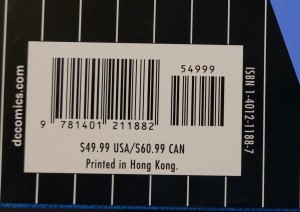 dccomics.com
54999
9 781401 211882
$49.99 USA/$60.99 CAN
Printed in Hong Kong.
ISBN 1-4012-1188-7